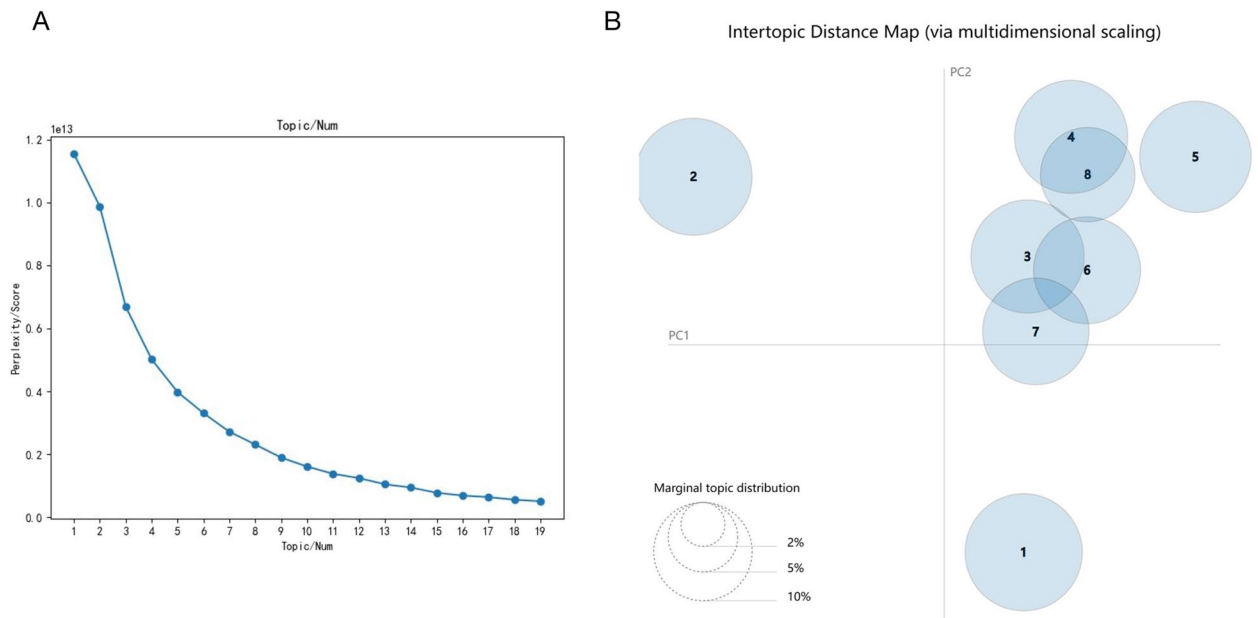 A
Topic/Num
1e13
1.2
1.0
0.8
0.6
0.4
0.2
0.0
Perplexity/Score
1 2 3 4 5 6 7 8 9 10 11 12 13 14 15 16 17 18 19
Topic/Num
B
Intertopic Distance Map (via multidimensional scaling)
PC2
4
5
8
2
3
6
7
PC1
Marginal topic distribution
2%
5%
10%
1